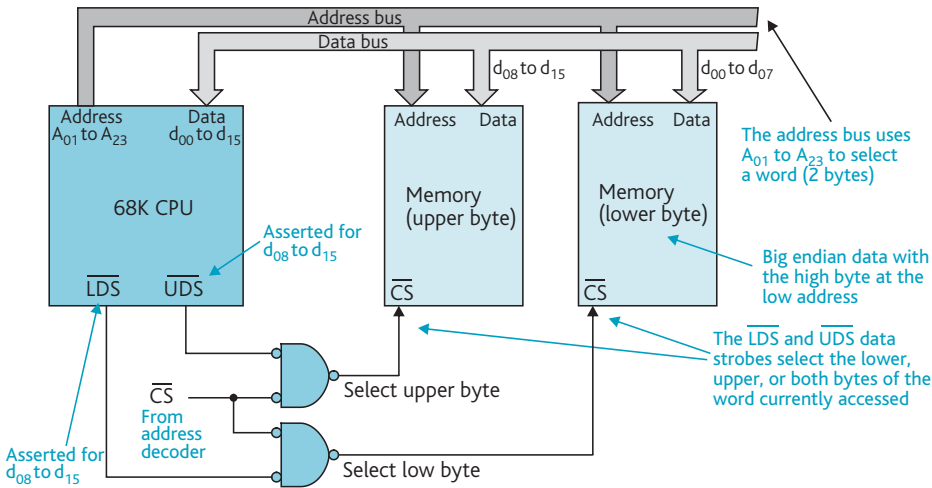 Address bus
Data bus
d08 to d15
d00 to d07
Address
A01 to A23
Data
d00 to d15
68K CPU
LDS
UDS
Asserted for
d08 to d15
Address
Data
Memory
(upper byte)
CS
Address
Data
Memory
(lower byte)
CS
The address bus uses
A01 to A23 to select
a word (2 bytes)
Big endian data with
the high byte at the
low address
The LDS and UDS data
strobes select the lower,
upper, or both bytes of the
word currently accessed
Select upper byte
CS
From
address
decoder
Select low byte
Asserted for
d08 to d15